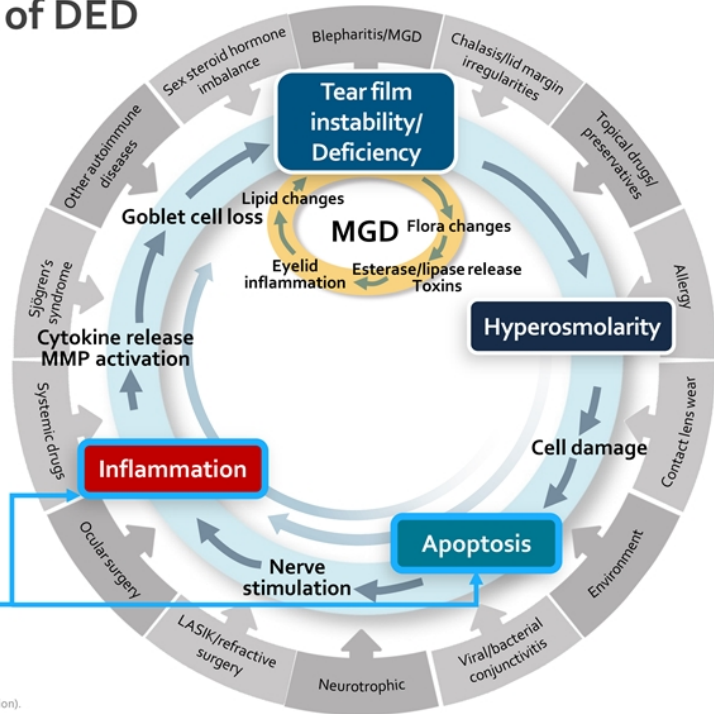 of DED
Blepharitis/MGD
Chalasis/lid margin
irregularities
Topical drugs/
preservatives
Allergy
Contact lens wear
Environment
Viral/bacterial
conjunctivitis
Neurotrophic
LASIK/refractive
surgery
Ocular surgery
Systemic drugs
Sjögren's
syndrome
Other autoimmune
diseases
Sex steroid hormone
imbalance
Tear film
instability/
Deficiency
Lipid changes
MGD
Flora changes
Eyelid
inflammation
Esterase/lipase release
Toxins
Goblet cell loss
Hyperosmolarity
Cytokine release
MMP activation
Cell damage
Inflammation
Apoptosis
Nerve
stimulation
on).